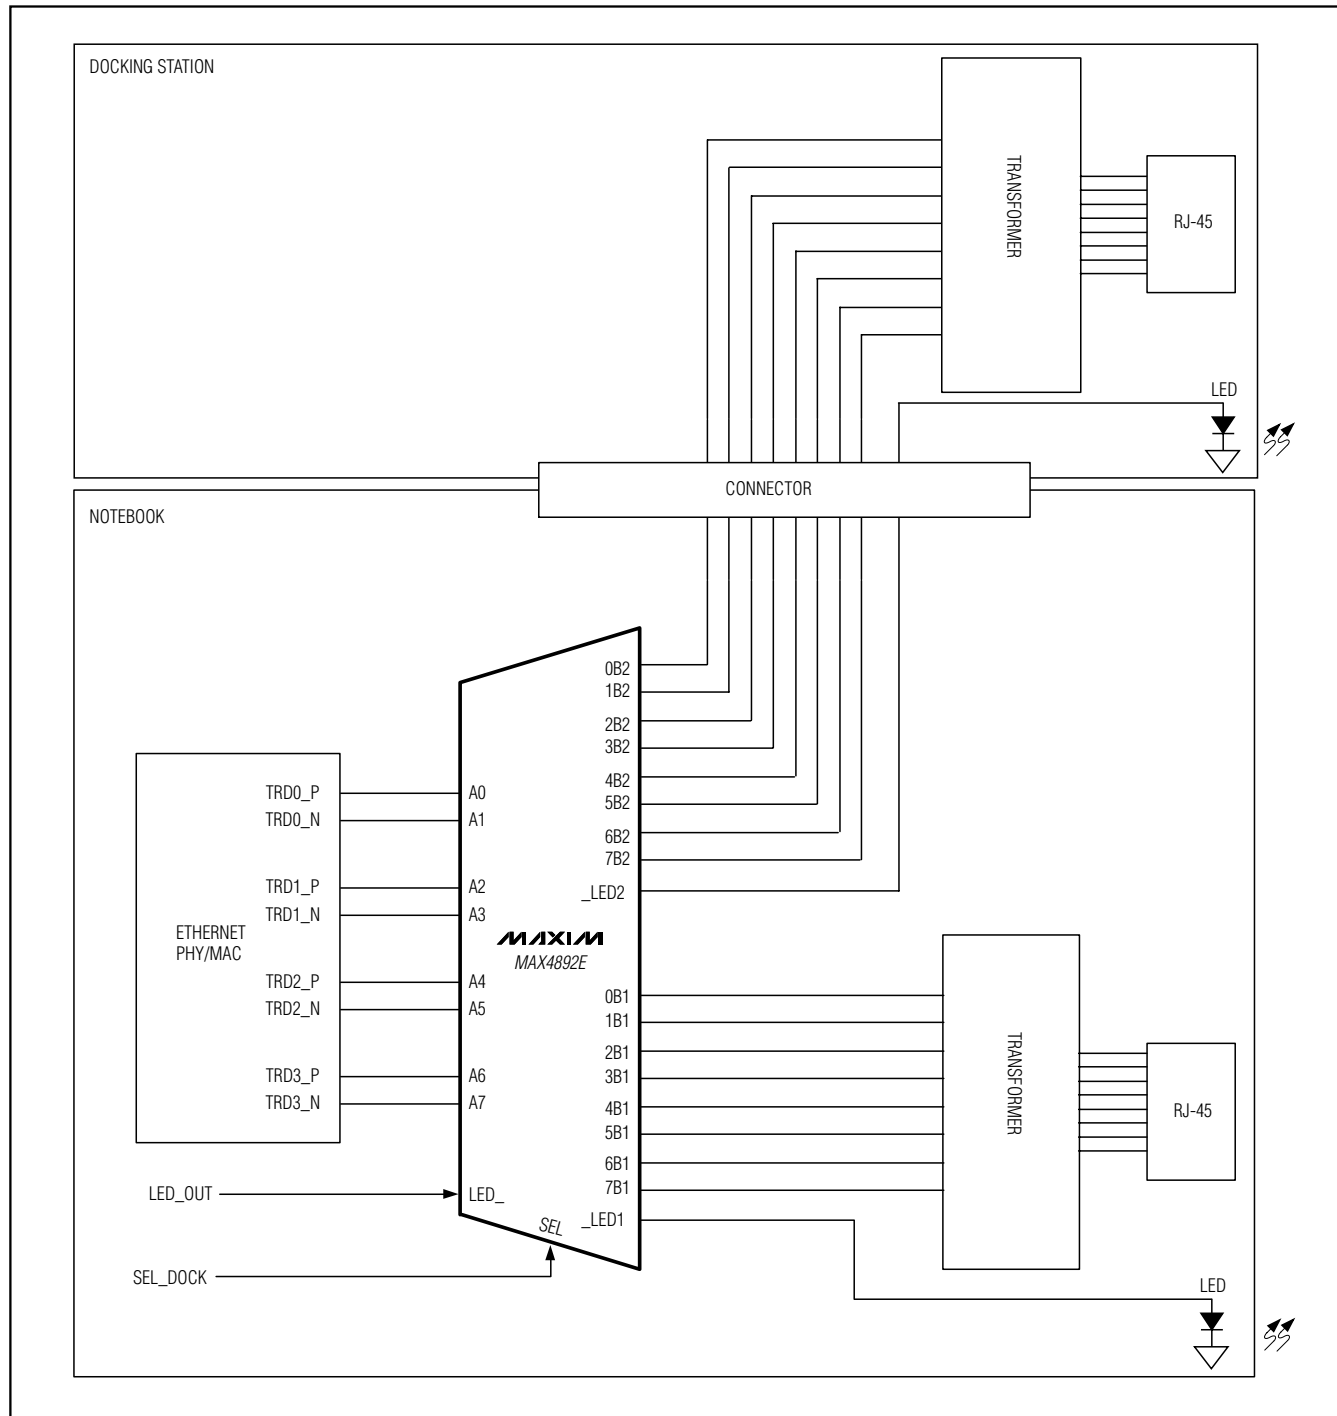 DOCKING STATION
TRANSFORMER
RJ-45
LED
CONNECTOR
NOTEBOOK
0B2
1B2
2B2
3B2
4B2
5B2
6B2
7B2
_LED2
TRD0_P
TRD0_N
TRD1_P
TRD1_N
TRD2_P
TRD2_N
TRD3_P
TRD3_N
ETHERNET
PHY/MAC
A0
A1
A2
A3
A4
A5
A6
A7
MAXIM
MAX4892E
0B1
1B1
2B1
3B1
4B1
5B1
6B1
7B1
_LED1
TRANSFORMER
RJ-45
LED_OUT
LED_
SEL
SEL_DOCK
LED